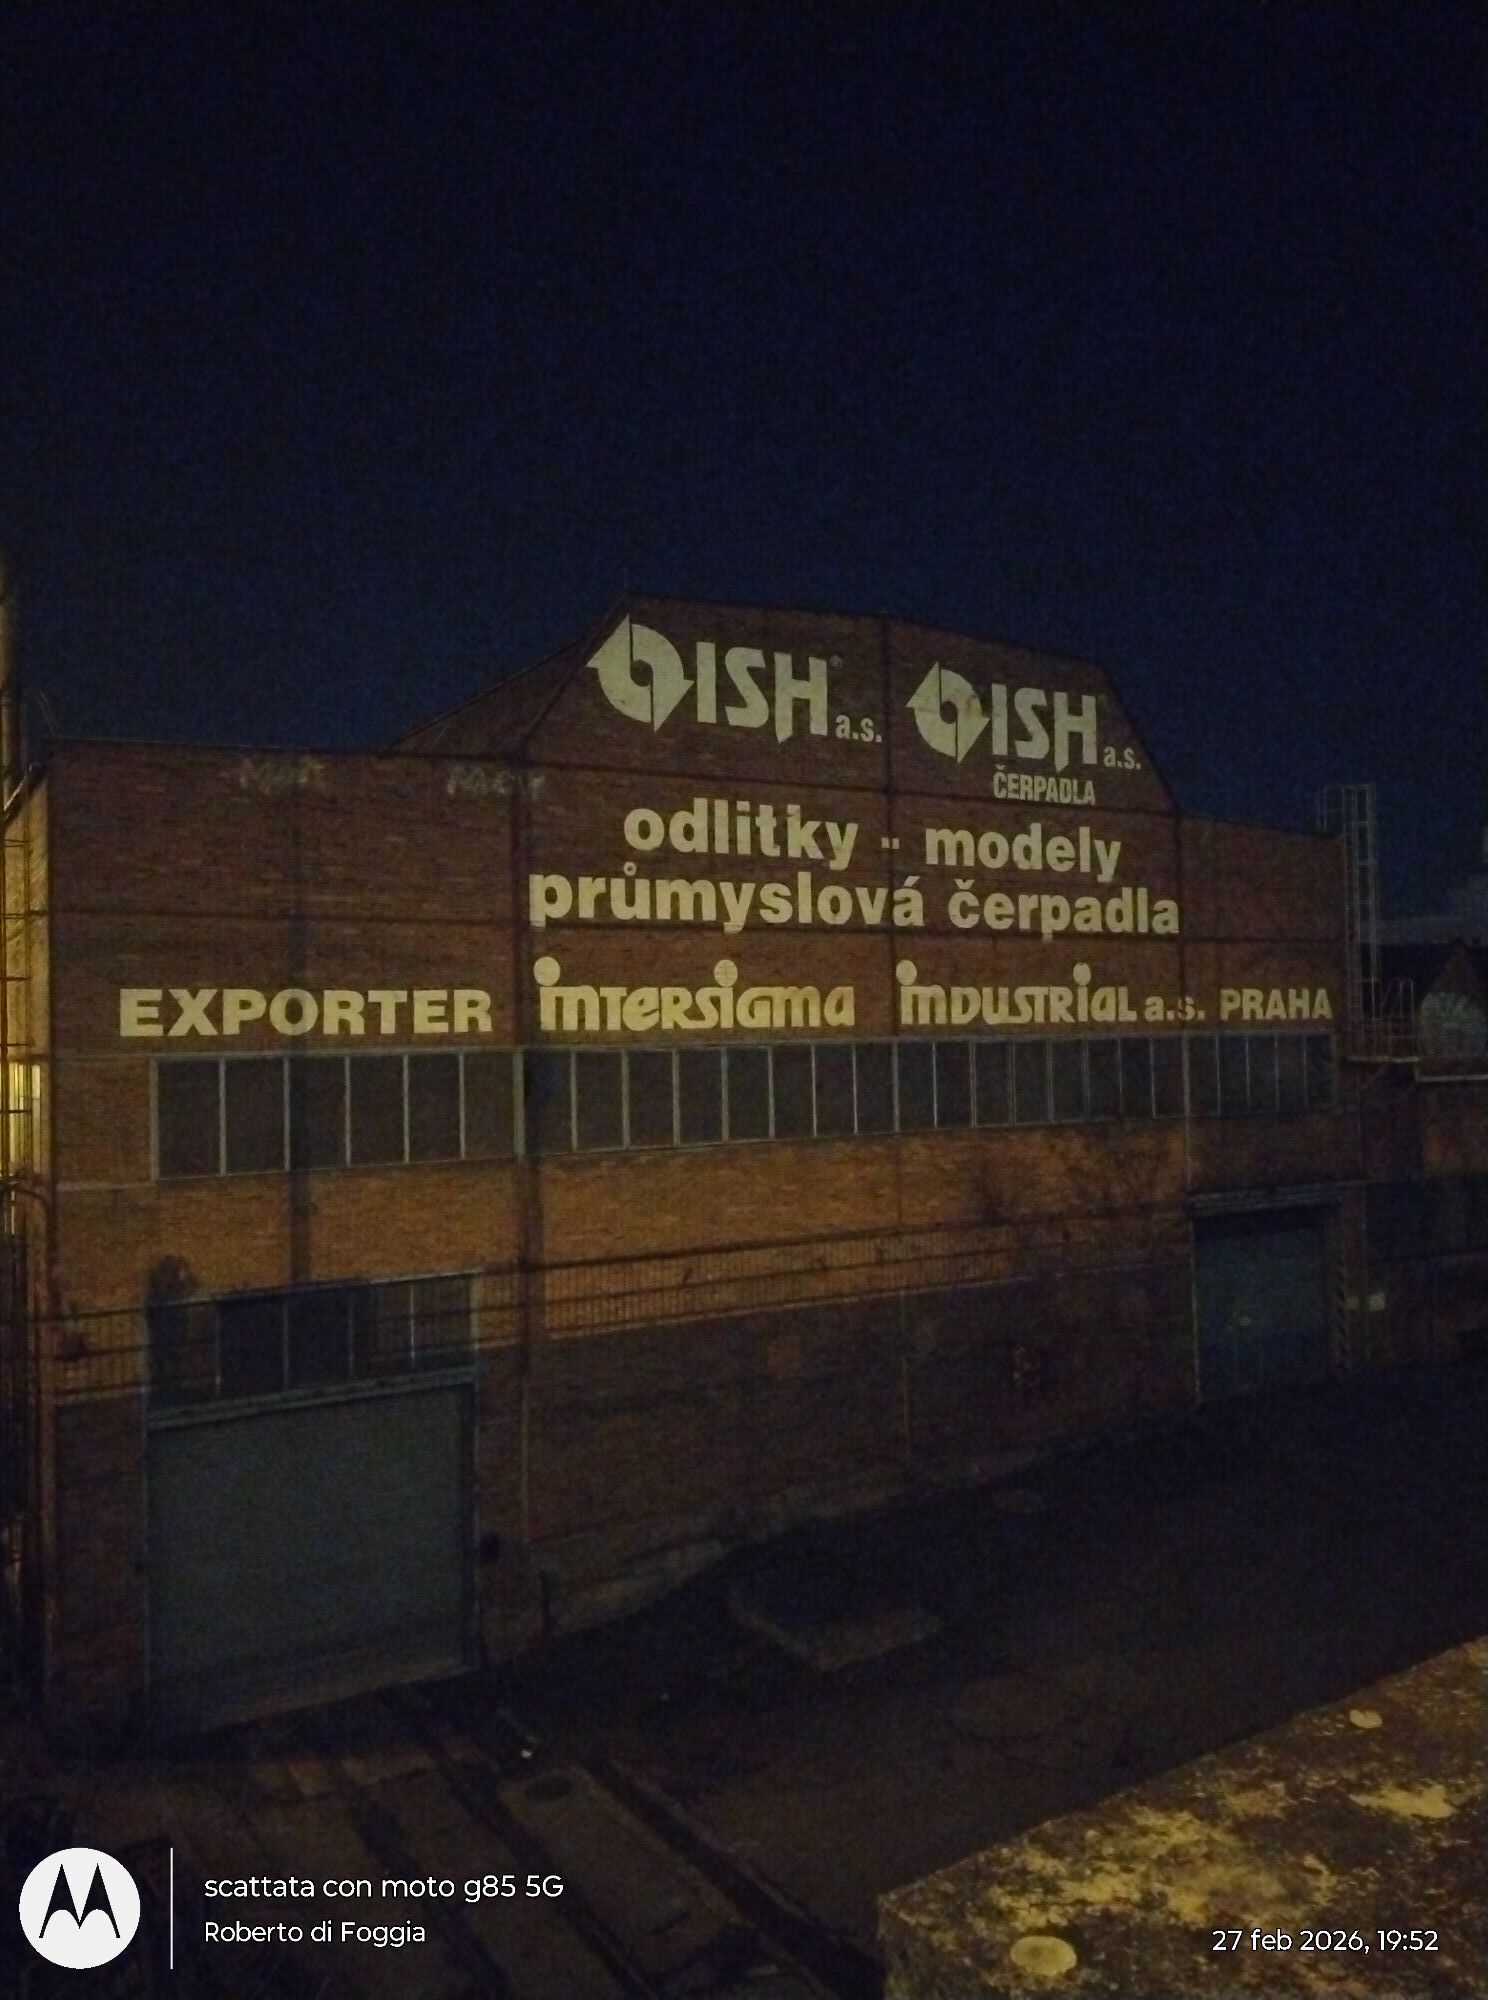 ISH® a.s.
ISH a.s.
ČERPADLA
odlitky - modely
průmyslová čerpadla
EXPORTER intersigma industrial a.s. PRAHA
scattata con moto g85 5G
Roberto di Foggia
27 feb 2026, 19:52